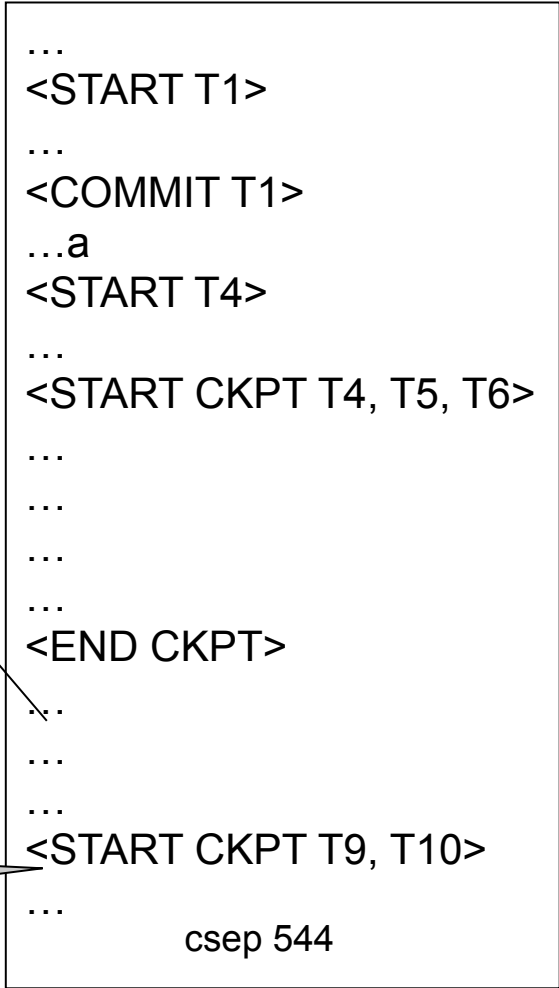 …
<START T1>
…
<COMMIT T1>
…a
<START T4>
…
<START CKPT T4, T5, T6>
…
…
…
…
<END CKPT>
…
…
…
<START CKPT T9, T10>
…
csep 544